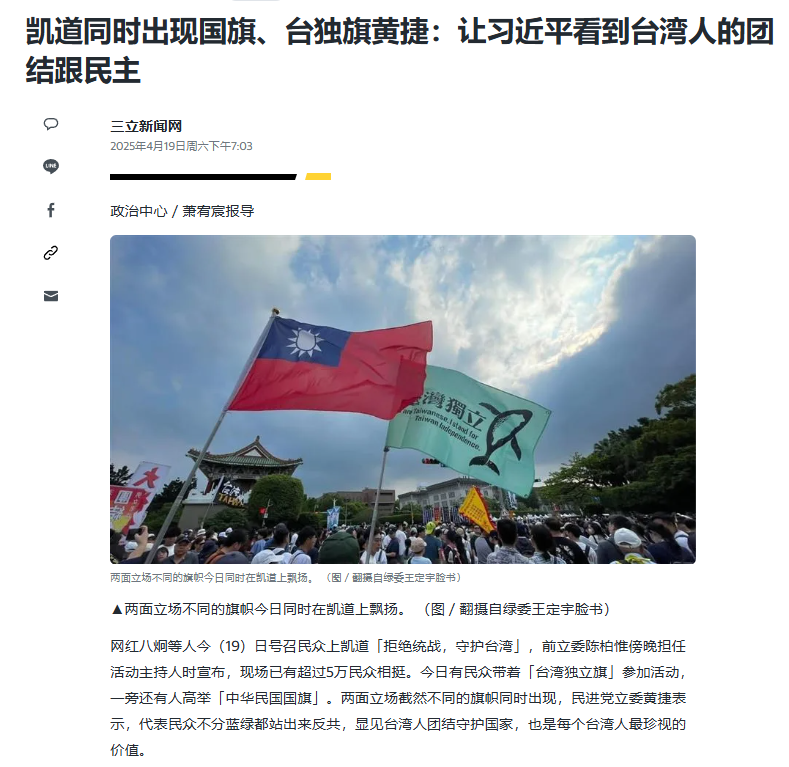 凯道同时出现国旗、台独旗黄捷：让习近平看到台湾人的团
结跟民主
三立新闻网
2025年4月19日周六下午7:03
LINE
政治中心 / 萧宥宸报导
灣獨立
Taiwanese Island for
Taiwan Independence.
台灣
TAIWAN
大
两面立场不同的旗帜今日同时在凯道上飘扬。（图 / 翻摄自绿委王定宇脸书）
▲两面立场不同的旗帜今日同时在凯道上飘扬。（图 / 翻摄自绿委王定宇脸书）
网红八炯等人今（19）日号召民众上凯道「拒绝统战，守护台湾」，前立委陈柏惟傍晚担任
活动主持人时宣布，现场已有超过5万民众相挺。今日有民众带着「台湾独立旗」参加活动，
一旁还有人高举「中华民国国旗」。两面立场截然不同的旗帜同时出现，民进党立委黄捷表
示，代表民众不分蓝绿都站出来反共，显见台湾人团结守护国家，也是每个台湾人最珍视的
价值。